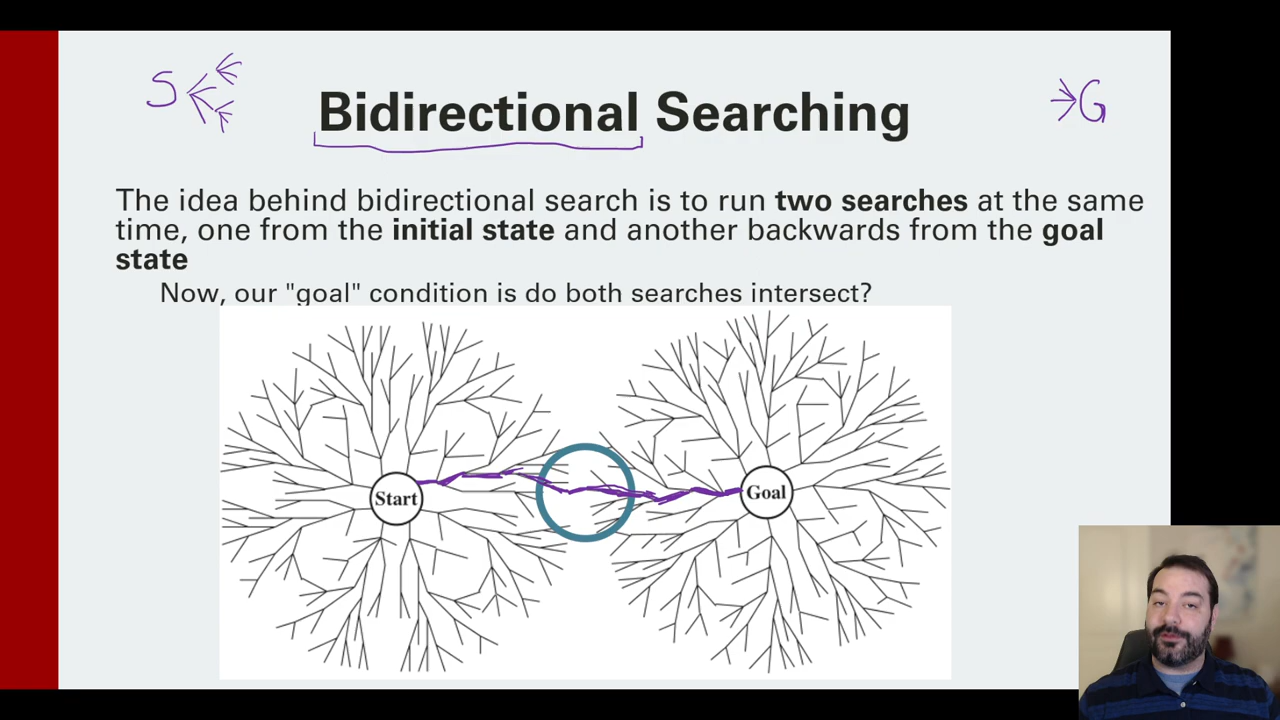 S
Bidirectional Searching
G
The idea behind bidirectional search is to run two searches at the same
time, one from the initial state and another backwards from the goal
state
Now, our "goal" condition is do both searches intersect?
Start
Goal